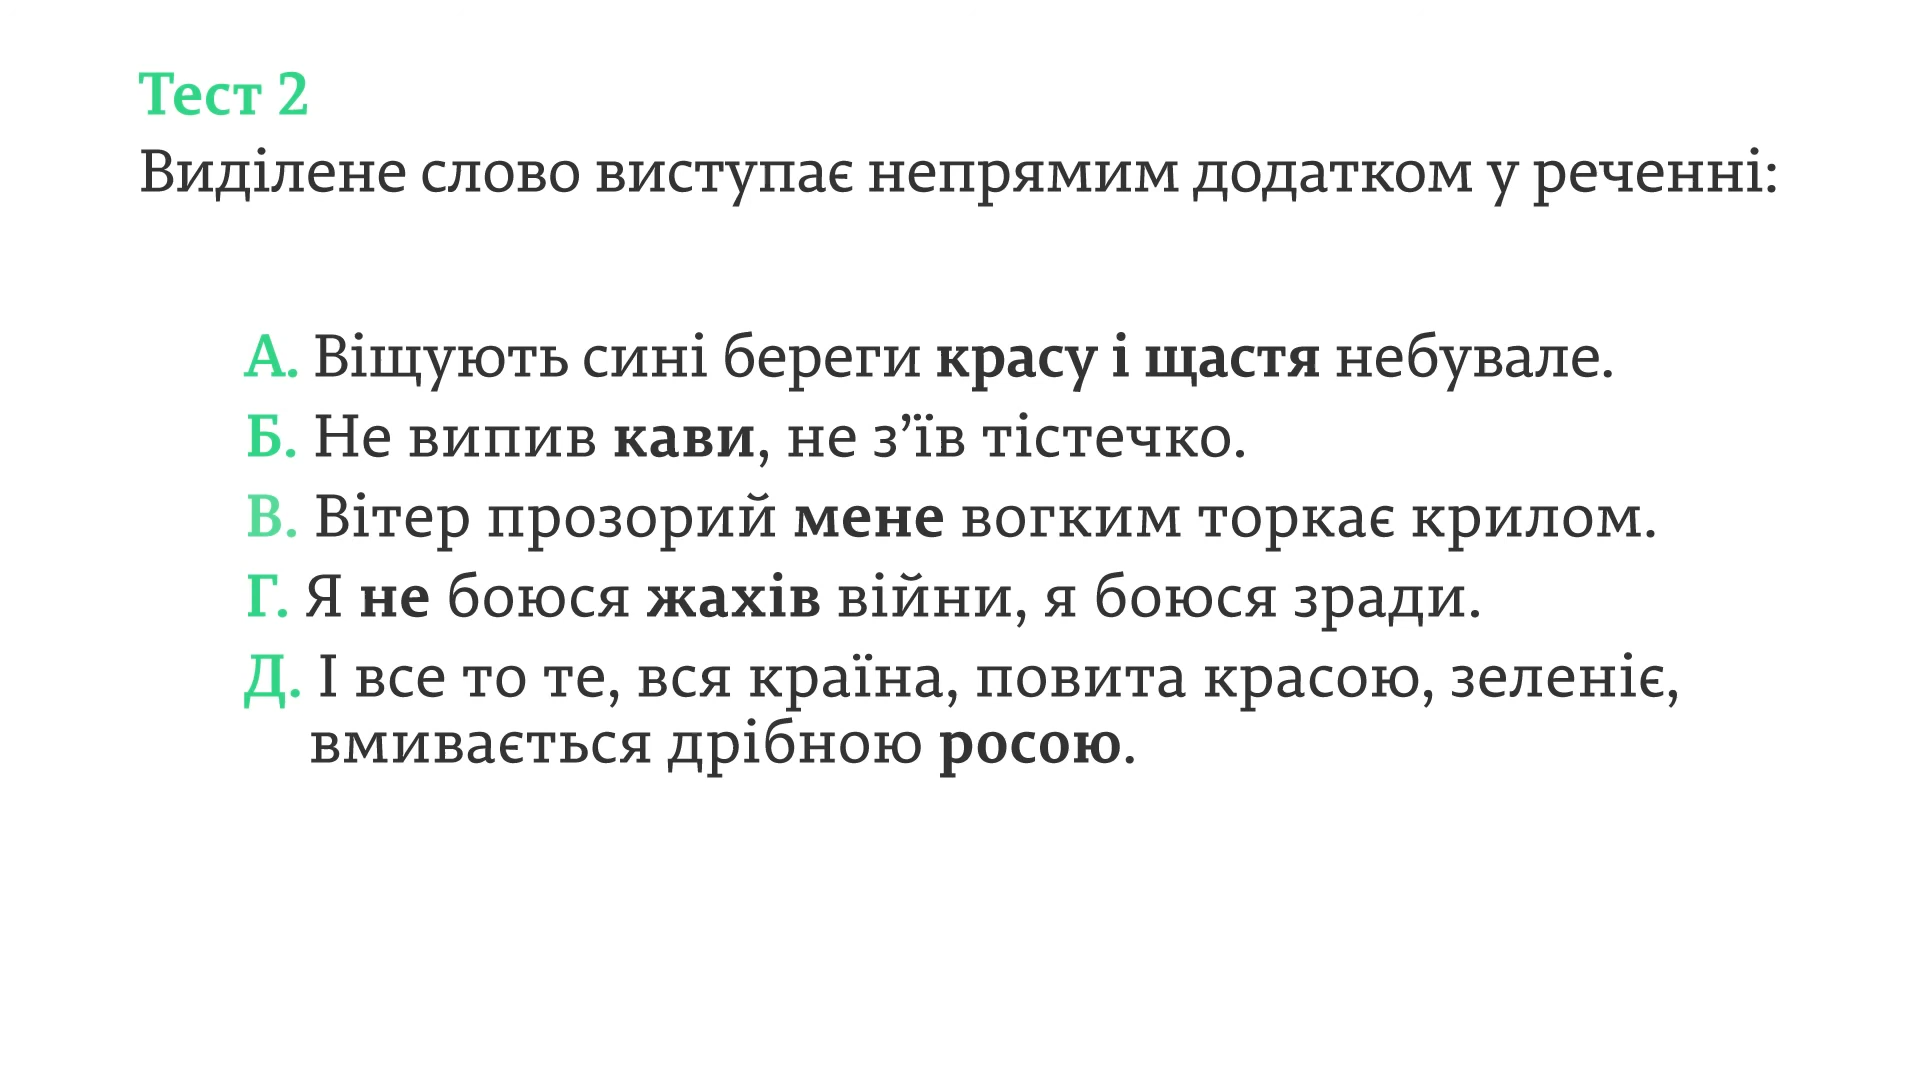 Тест 2
Виділене слово виступає непрямим додатком у реченні:
А. Віщують сині береги красу і щастя небувале.
Б. Не випив кави, не з’їв тістечко.
В. Вітер прозорий мене вогким торкає крилом.
Г. Я не боюся жахів війни, я боюся зради.
Д. І все то те, вся країна, повита красою, зеленіє,
вмивається дрібною росою.